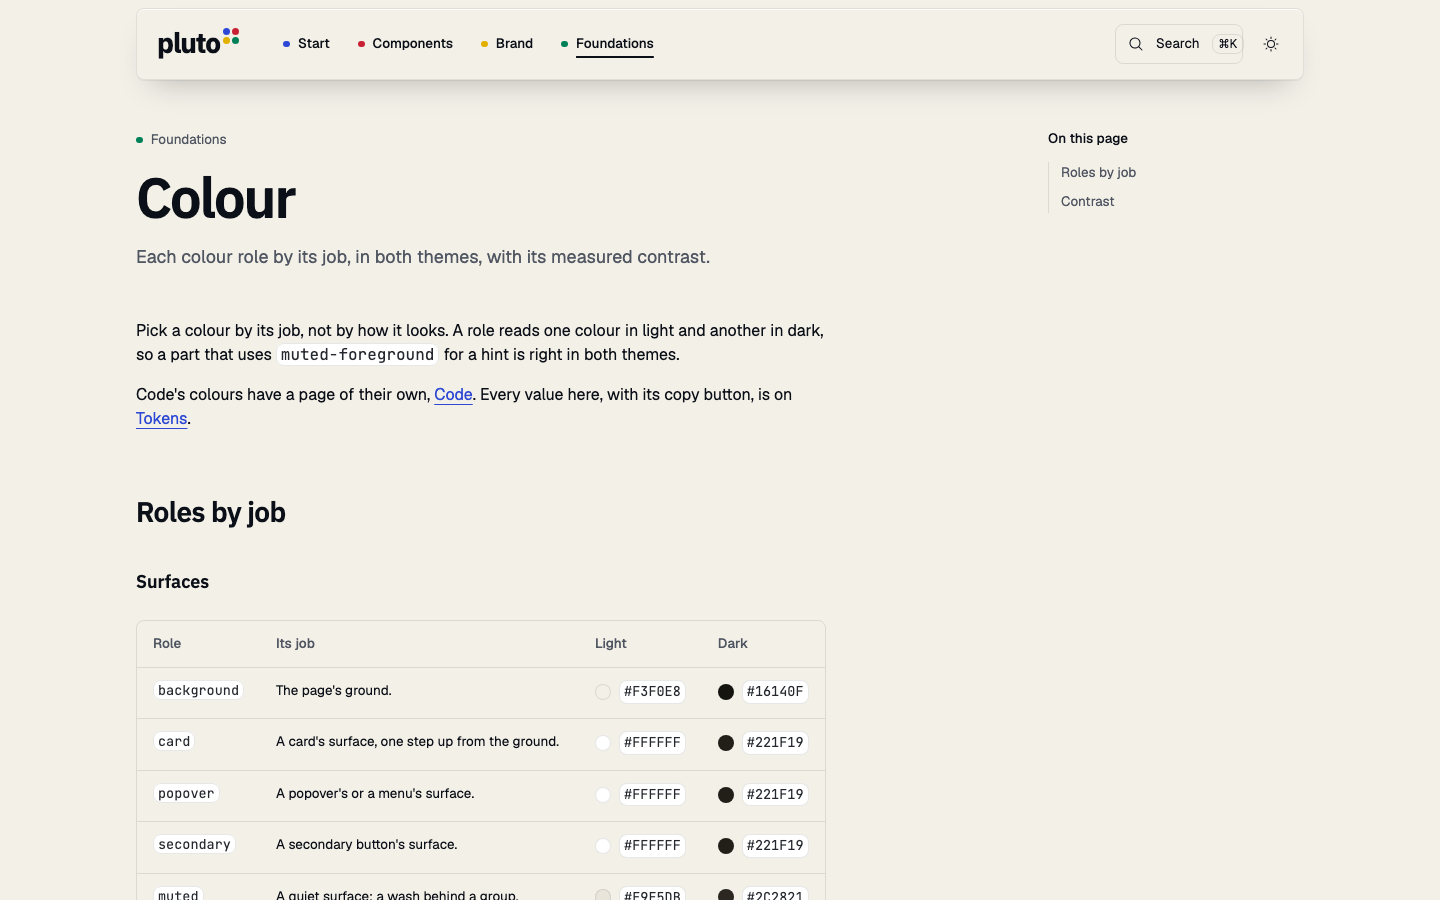 pluto
Start
Components
Brand
Foundations
Search
⌘K
Foundations
On this page
Roles by job
Contrast
Colour
Each colour role by its job, in both themes, with its measured contrast.
Pick a colour by its job, not by how it looks. A role reads one colour in light and another in dark,
so a part that uses muted-foreground for a hint is right in both themes.
Code's colours have a page of their own, Code. Every value here, with its copy button, is on
Tokens.
Roles by job
Surfaces
Role Its job Light Dark
background The page's ground. #F3F0E8 #16140F
card A card's surface, one step up from the ground. #FFFFFF #221F19
popover A popover's or a menu's surface. #FFFFFF #221F19
secondary A secondary button's surface. #FFFFFF #221F19
muted A quiet surface: a wash behind a group. #E9E5DB #2C2821